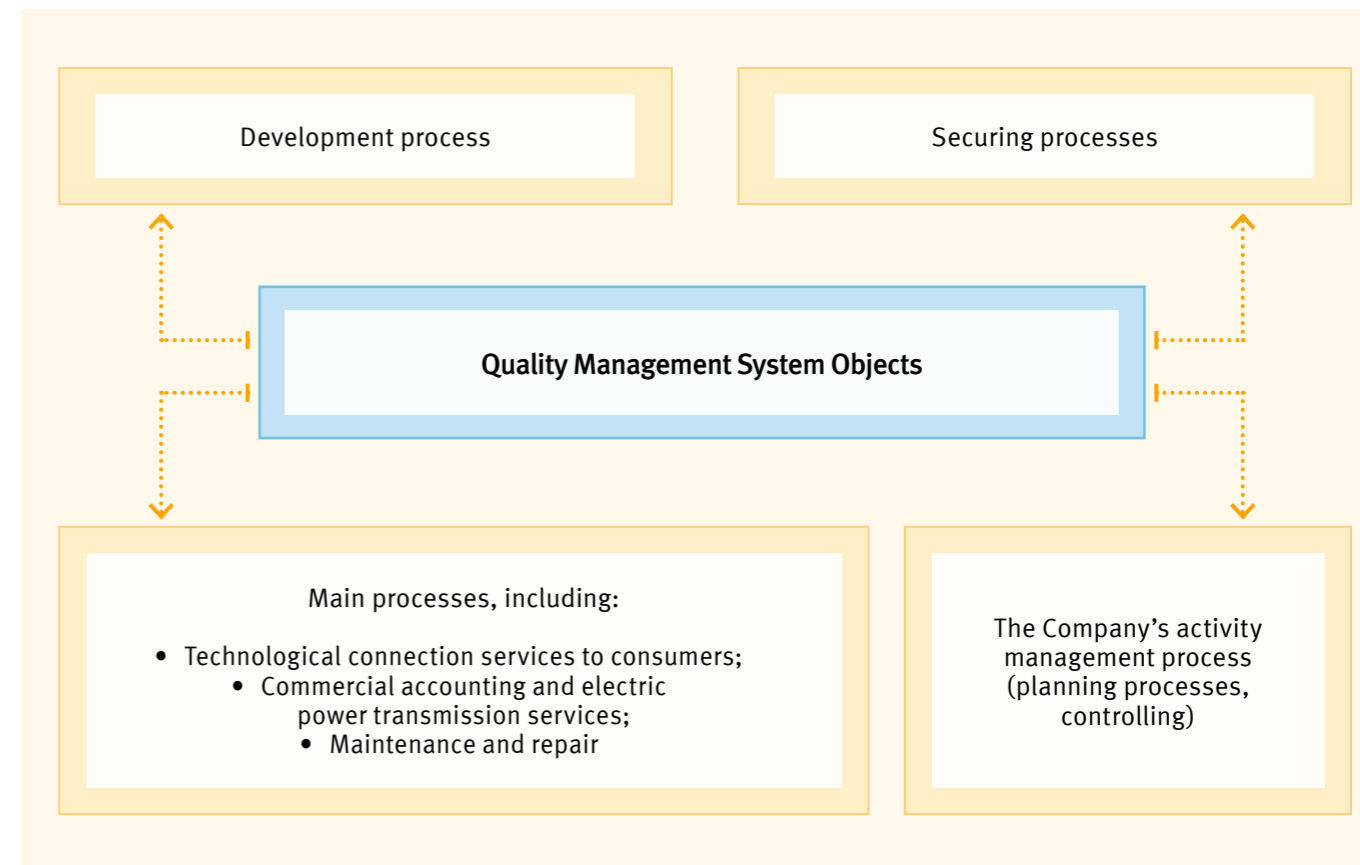 Development process
Securing processes
Quality Management System Objects
Main processes, including:
• Technological connection services to consumers;
• Commercial accounting and electric
power transmission services;
• Maintenance and repair
The Company’s activity
management process
(planning processes,
controlling)